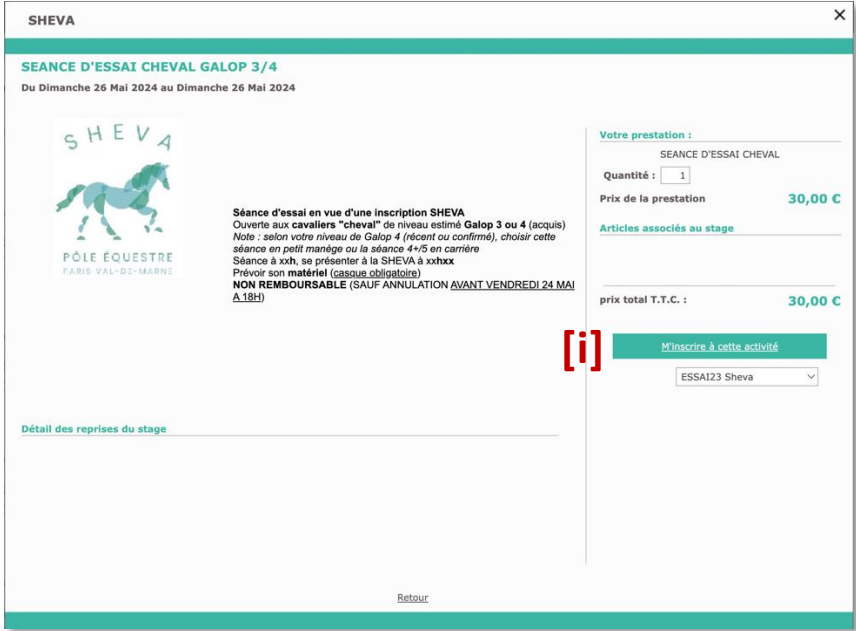 SHEVA
SEANCE D'ESSAI CHEVAL GALOP 3/4
Du Dimanche 26 Mai 2024 au Dimanche 26 Mai 2024
SHEVA
PÔLE ÉQUESTRE
PARIS VAL-DE-MARNE
Séance d'essai en vue d'une inscription SHEVA
Ouverte aux cavaliers "cheval" de niveau estimé Galop 3 ou 4 (acquis)
Note : selon votre niveau de Galop 4 (récent ou confirmé), choisir cette
séance en petit manège ou la séance 4+/5 en carrière
Séance à xxh, se présenter à la SHEVA à xxhxx
Prévoir son matériel (casque obligatoire)
NON REMBOURSABLE (SAUF ANNULATION AVANT VENDREDI 24 MAI
A 18H)
Détail des reprises du stage
Votre prestation :
SEANCE D'ESSAI CHEVAL
Quantité : 1
Prix de la prestation 30,00 €
Articles associés au stage
prix total T.T.C. : 30,00 €
[i] M'inscrire à cette activité
ESSAI23 Sheva
Retour